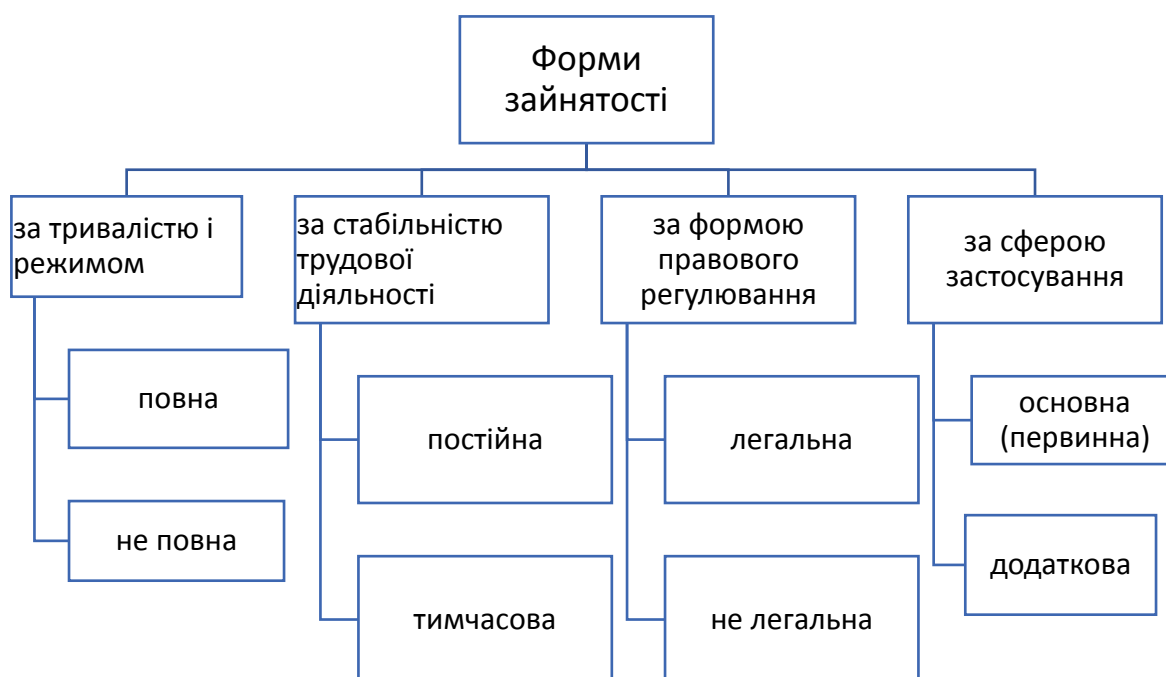 Форми
зайнятості
за тривалістю і
режимом
повна
не повна
за стабільністю
трудової
діяльності
постійна
тимчасова
за формою
правового
регулювання
легальна
не легальна
за сферою
застосування
основна
(первинна)
додаткова